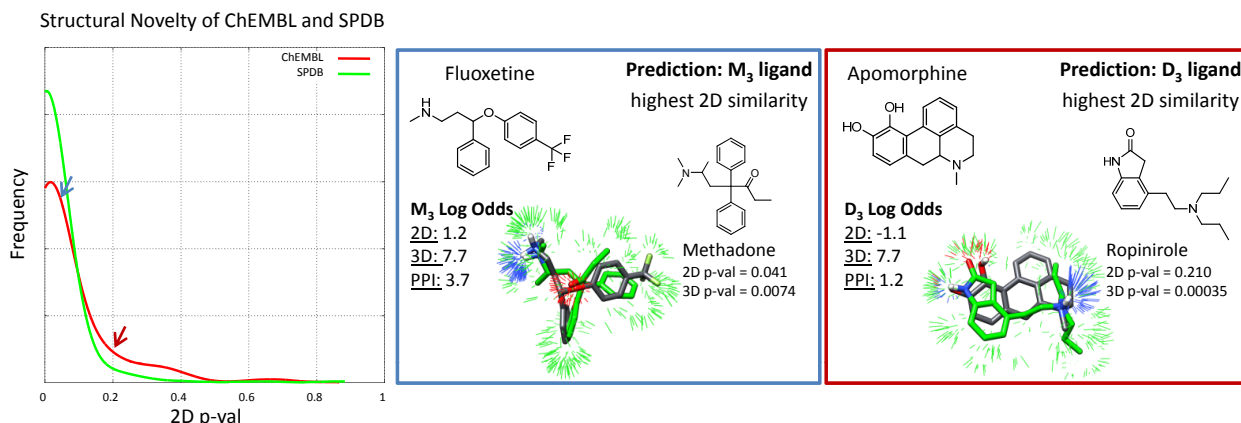 Structural Novelty of ChEMBL and SPDB
ChEMBL
SPDB
Frequency
0
0.2
0.4
0.6
0.8
1
2D p-val
Fluoxetine
Prediction: M3 ligand
highest 2D similarity
H
N
O
F
F
F
N
O
M3 Log Odds
2D: 1.2
3D: 7.7
PPI: 3.7
Methadone
2D p-val = 0.041
3D p-val = 0.0074
Apomorphine
Prediction: D3 ligand
highest 2D similarity
OH
HO
N
O
HN
N
D3 Log Odds
2D: -1.1
3D: 7.7
PPI: 1.2
Ropinirole
2D p-val = 0.210
3D p-val = 0.00035